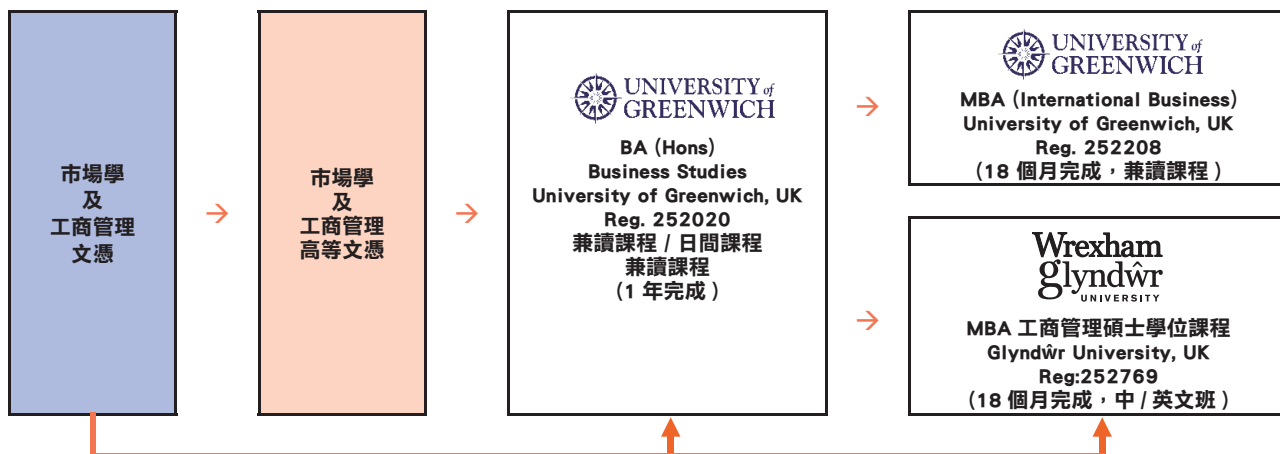 市場學
及
工商管理
文憑
→
市場學
及
工商管理
高等文憑
→
UNIVERSITY of
GREENWICH
BA (Hons)
Business Studies
University of Greenwich, UK
Reg. 252020
兼讀課程 / 日間課程
兼讀課程
(1 年完成)
→
UNIVERSITY of
GREENWICH
MBA (International Business)
University of Greenwich, UK
Reg. 252208
(18 個月完成，兼讀課程)
→
Wrexham
glyndŵr
UNIVERSITY
MBA 工商管理碩士學位課程
Glyndŵr University, UK
Reg:252769
(18 個月完成，中 / 英文班)